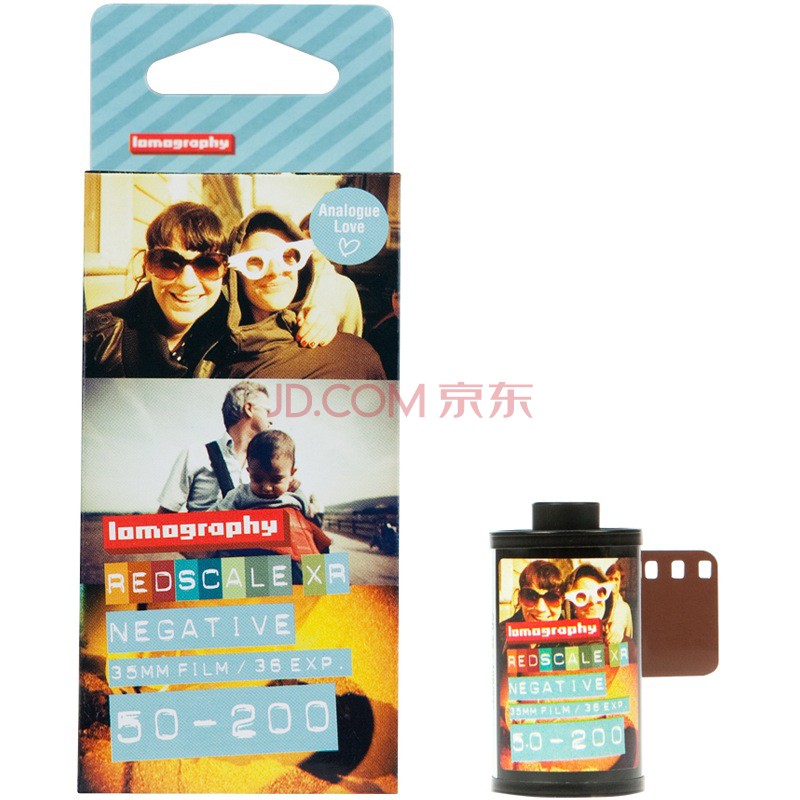 lomography
Analogue
Love
JD.COM 京东
lomography
REDSCALE XR
NEGATIVE
35MM FILM / 36 EXP.
50-200
lomography
REDSCALE XR
NEGATIVE
35MM FILM / 36 EXP.
50-200